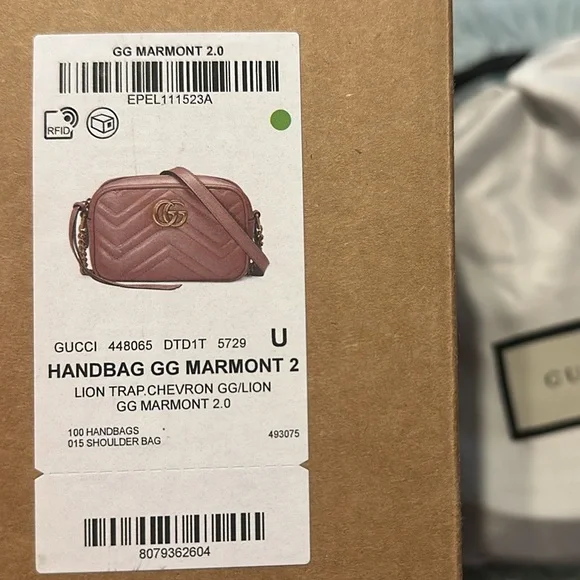 GG MARMONT 2.0
EPEL111523A
RFID
GUCCI 448065 DTD1T 5729 U
HANDBAG GG MARMONT 2
LION TRAP.CHEVRON GG/LION
GG MARMONT 2.0
100 HANDBAGS
015 SHOULDER BAG 493075
8079362604
GU